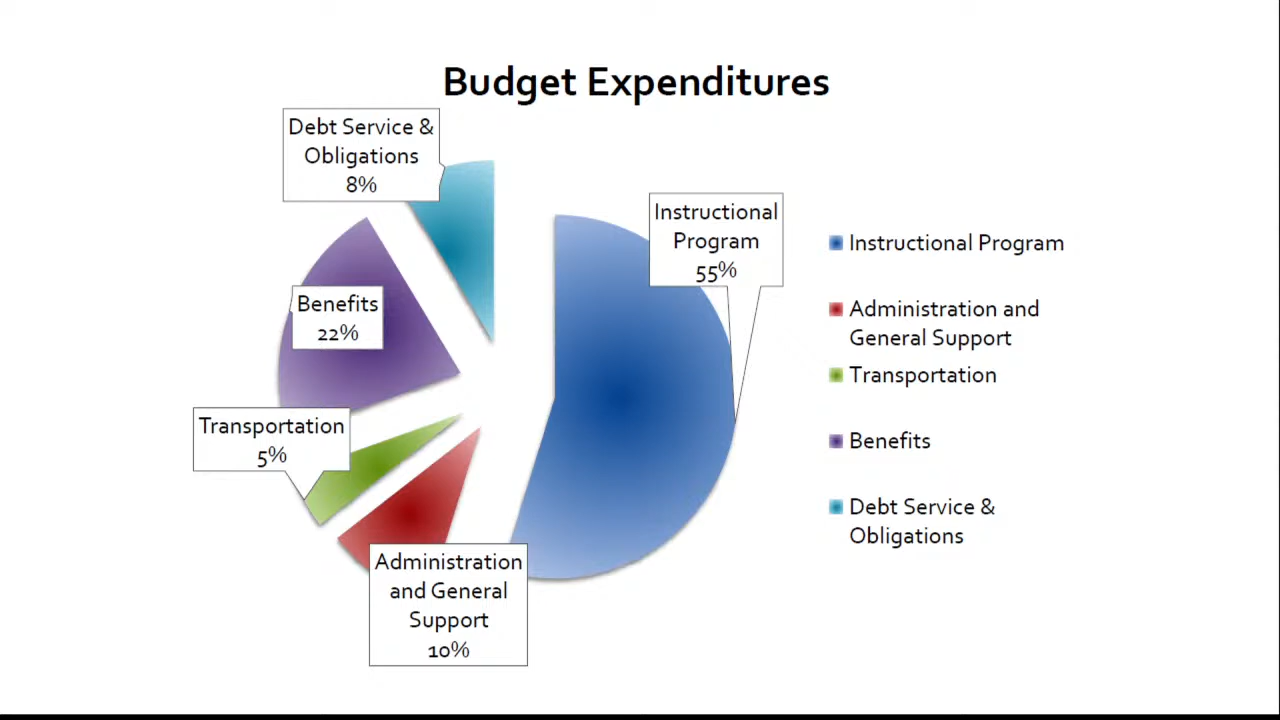 Budget Expenditures
Debt Service &
Obligations
8%
Instructional
Program
55%
Benefits
22%
Transportation
5%
Administration
and General
Support
10%
Instructional Program
Administration and
General Support
Transportation
Benefits
Debt Service &
Obligations